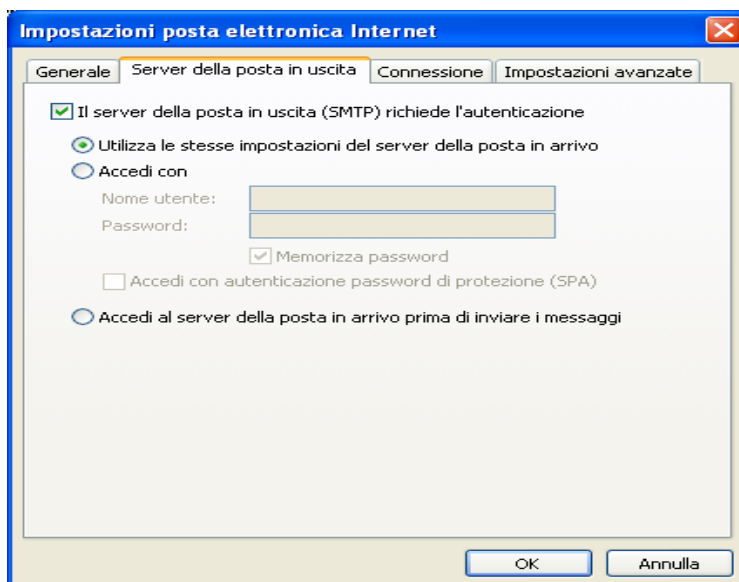 Impostazioni posta elettronica Internet
Generale Server della posta in uscita Connessione Impostazioni avanzate
Il server della posta in uscita (SMTP) richiede l'autenticazione
Utilizza le stesse impostazioni del server della posta in arrivo
Accedi con
Nome utente:
Password:
Memorizza password
Accedi con autenticazione password di protezione (SPA)
Accedi al server della posta in arrivo prima di inviare i messaggi
OK Annulla